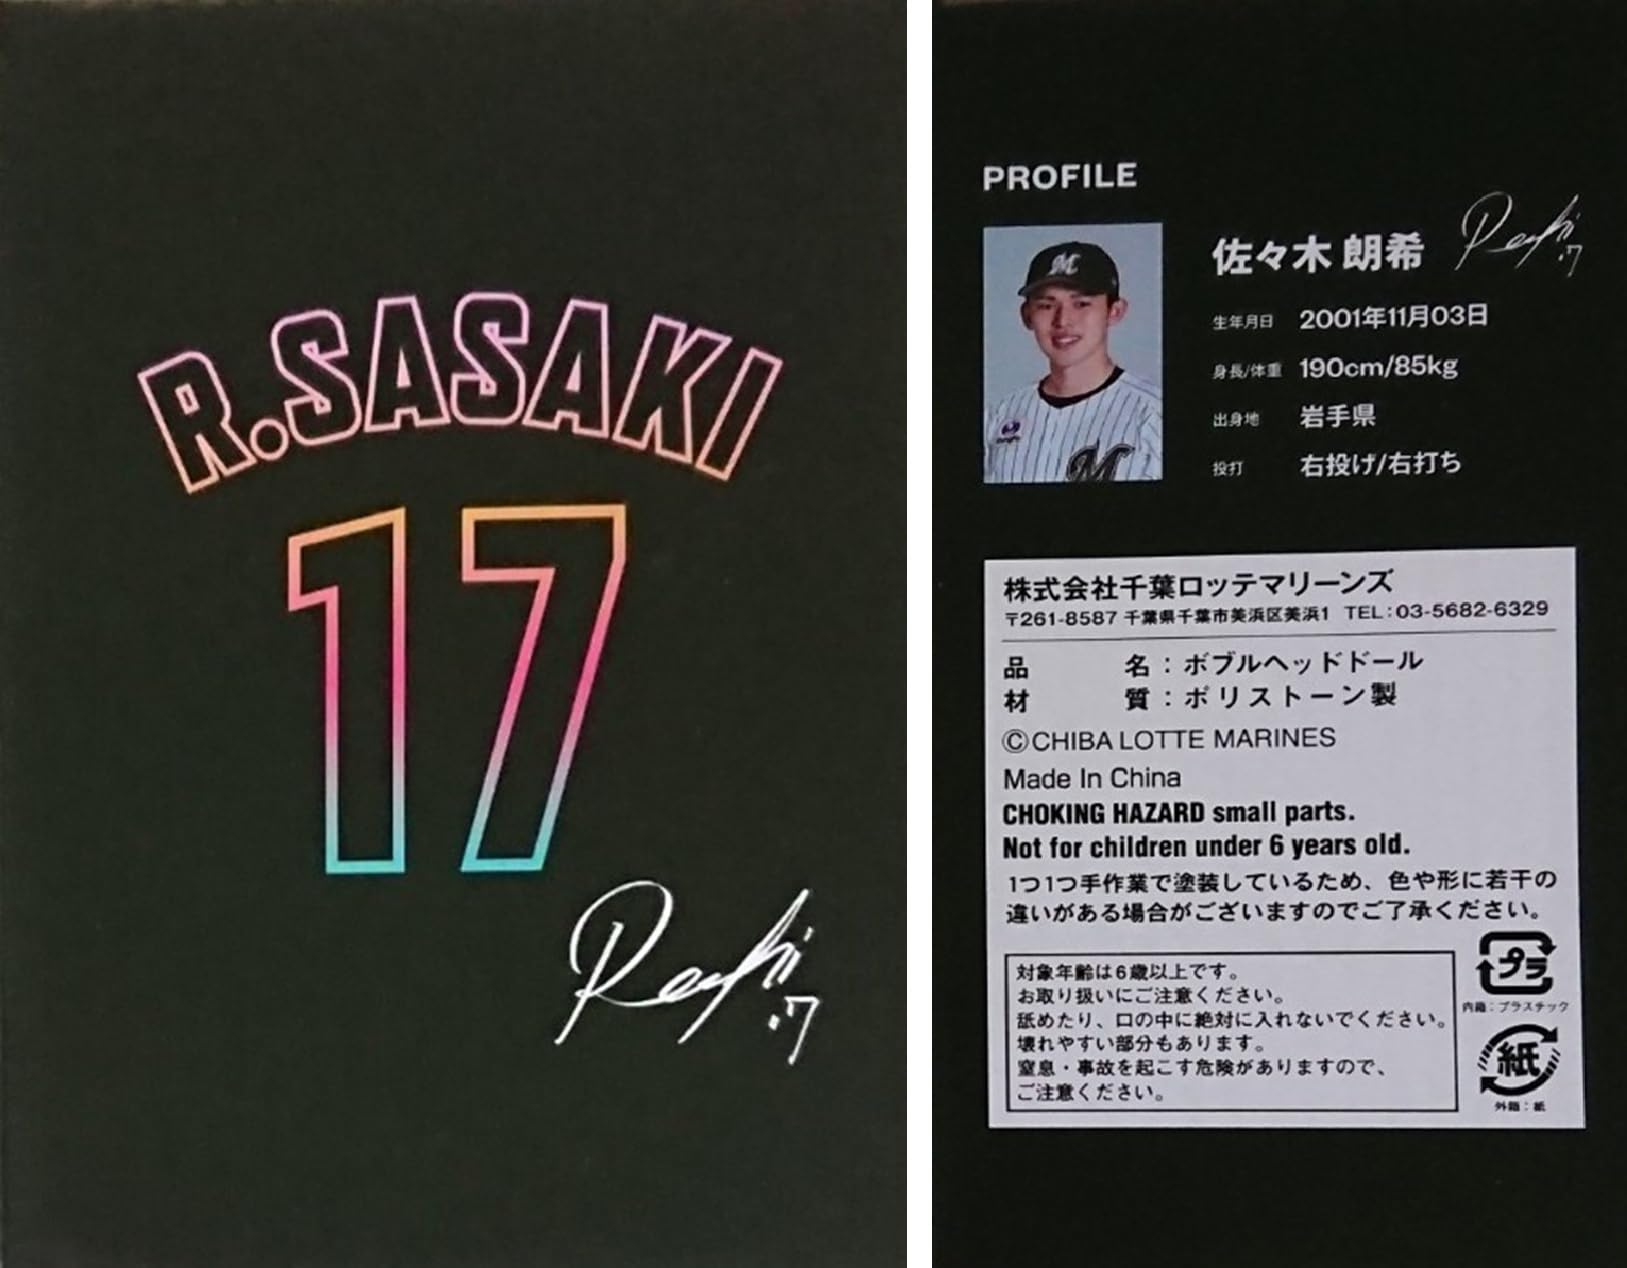 R.SASAKI
17
Roki .17
PROFILE
佐々木 朗希
Roki .17
生年月日 2001年11月03日
身長/体重 190cm/85kg
出身地 岩手県
投打 右投げ/右打ち
M
M
株式会社千葉ロッテマリーンズ
〒261-8587 千葉県千葉市美浜区美浜1 TEL:03-5682-6329
品 名：ボブルヘッドドール
材 質：ポリストーン製
©CHIBA LOTTE MARINES
Made In China
CHOKING HAZARD small parts.
Not for children under 6 years old.
1つ1つ手作業で塗装しているため、色や形に若干の
違いがある場合がございますのでご了承ください。
対象年齢は6歳以上です。
お取り扱いにご注意ください。
舐めたり、口の中に絶対に入れないでください。
壊れやすい部分もあります。
窒息・事故を起こす危険がありますので、
ご注意ください。
プラ
内箱：プラスチック
紙
外箱：紙